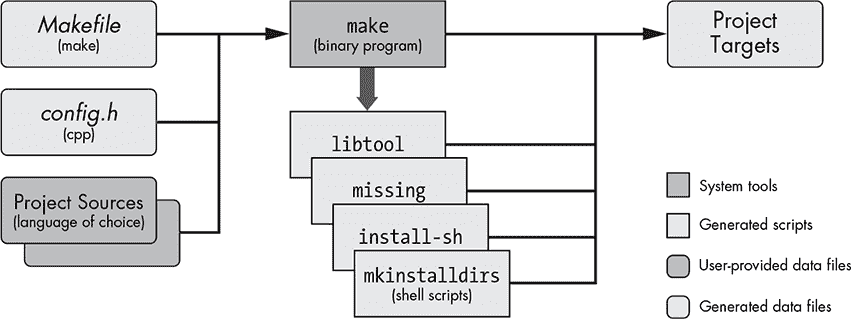 Makefile
(make)
config.h
(cpp)
Project Sources
(language of choice)
make
(binary program)
libtool
missing
install-sh
mkinstalldirs
(shell scripts)
Project
Targets
System tools
Generated scripts
User-provided data files
Generated data files